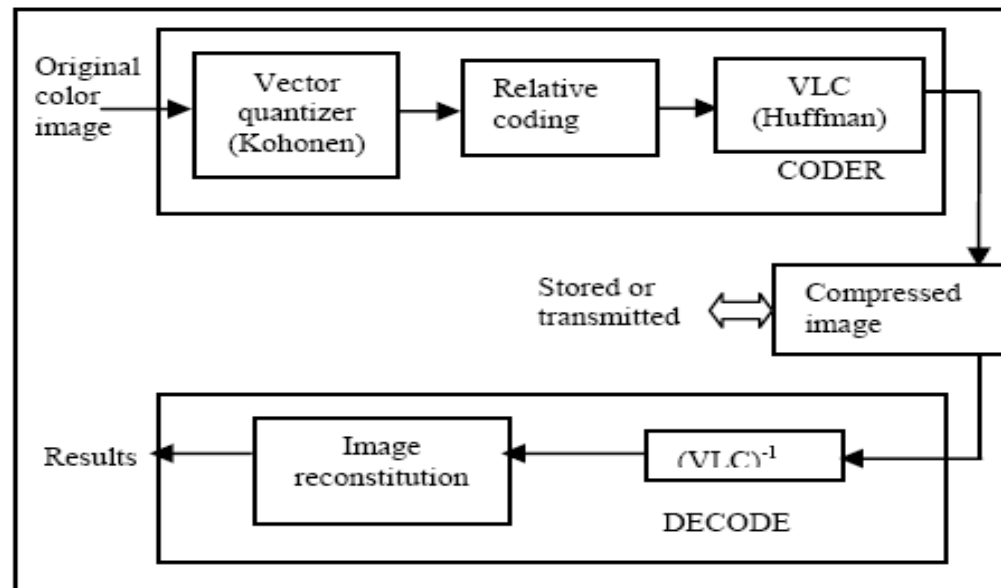 Original
color
image
Vector
quantizer
(Kohonen)
Relative
coding
VLC
(Huffman)
CODER
Stored or
transmitted
Compressed
image
Results
Image
reconstitution
(VLC)⁻¹
DECODE